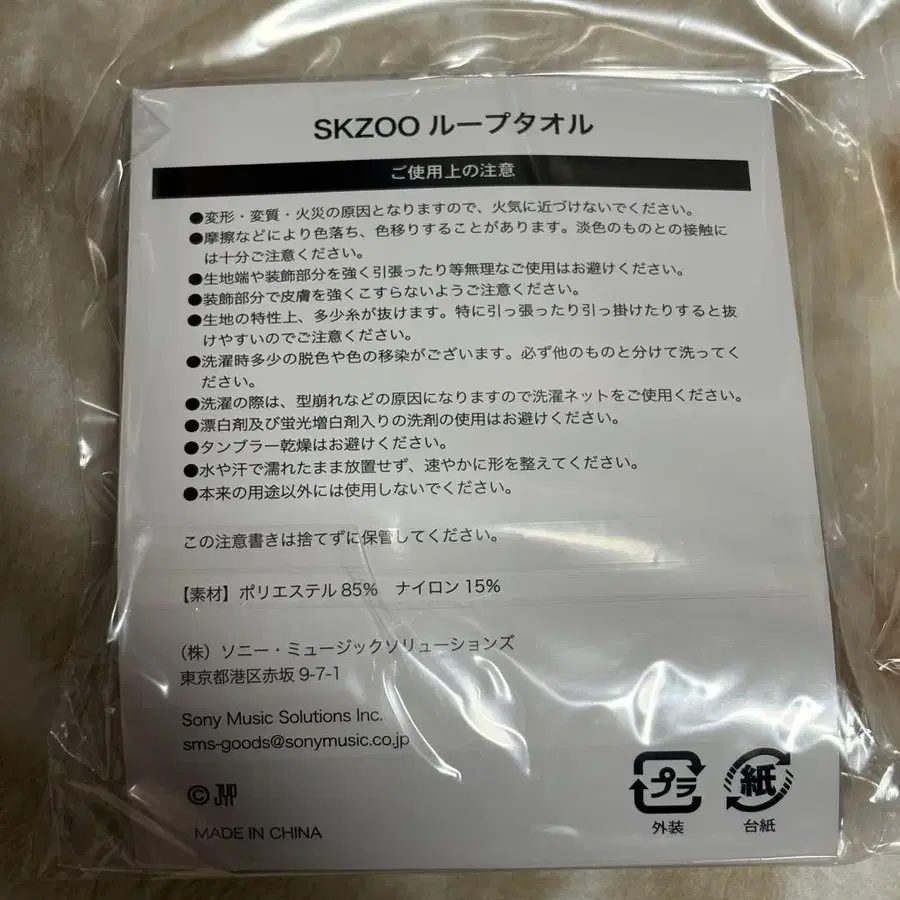 SKZOO ループタオル
ご使用上の注意
●変形・変質・火災の原因となりますので、火気に近づけないでください。
●摩擦などにより色落ち、色移りすることがあります。淡色のものとの接触に
は十分ご注意ください。
●生地端や装飾部分を強く引張ったり等無理なご使用はお避けください。
●装飾部分で皮膚を強くこすらないようご注意ください。
●生地の特性上、多少糸が抜けます。特に引っ張ったり引っ掛けたりすると抜
けやすいのでご注意ください。
●洗濯時多少の脱色や色の移染がございます。必ず他のものと分けて洗ってく
ださい。
●洗濯の際は、型崩れなどの原因になりますので洗濯ネットをご使用ください。
●漂白剤及び蛍光増白剤入りの洗剤の使用はお避けください。
●タンブラー乾燥はお避けください。
●水や汗で濡れたまま放置せず、速やかに形を整えてください。
●本来の用途以外には使用しないでください。
この注意書きは捨てずに保管してください。
【素材】ポリエステル 85% ナイロン 15%
（株）ソニー・ミュージックソリューションズ
東京都港区赤坂 9-7-1
Sony Music Solutions Inc.
sms-goods@sonymusic.co.jp
© JYP
MADE IN CHINA
プラ
外装
紙
台紙